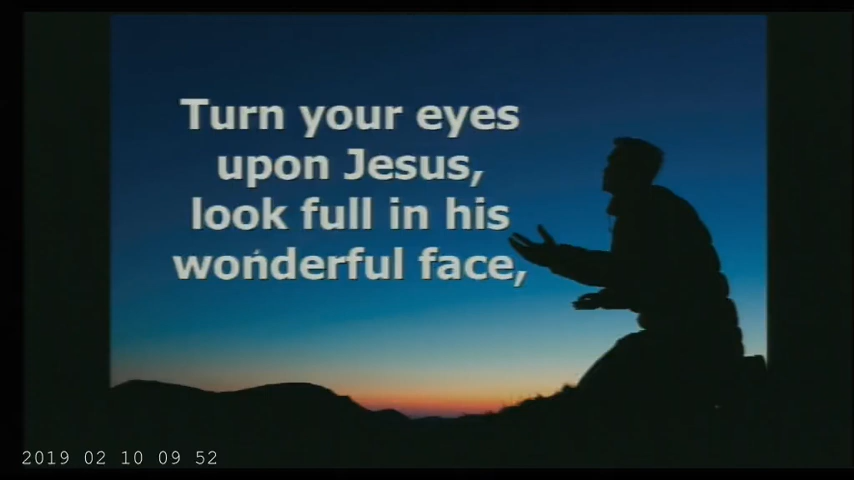 Turn your eyes
upon Jesus,
look full in his
wonderful face,
2019 02 10 09 52